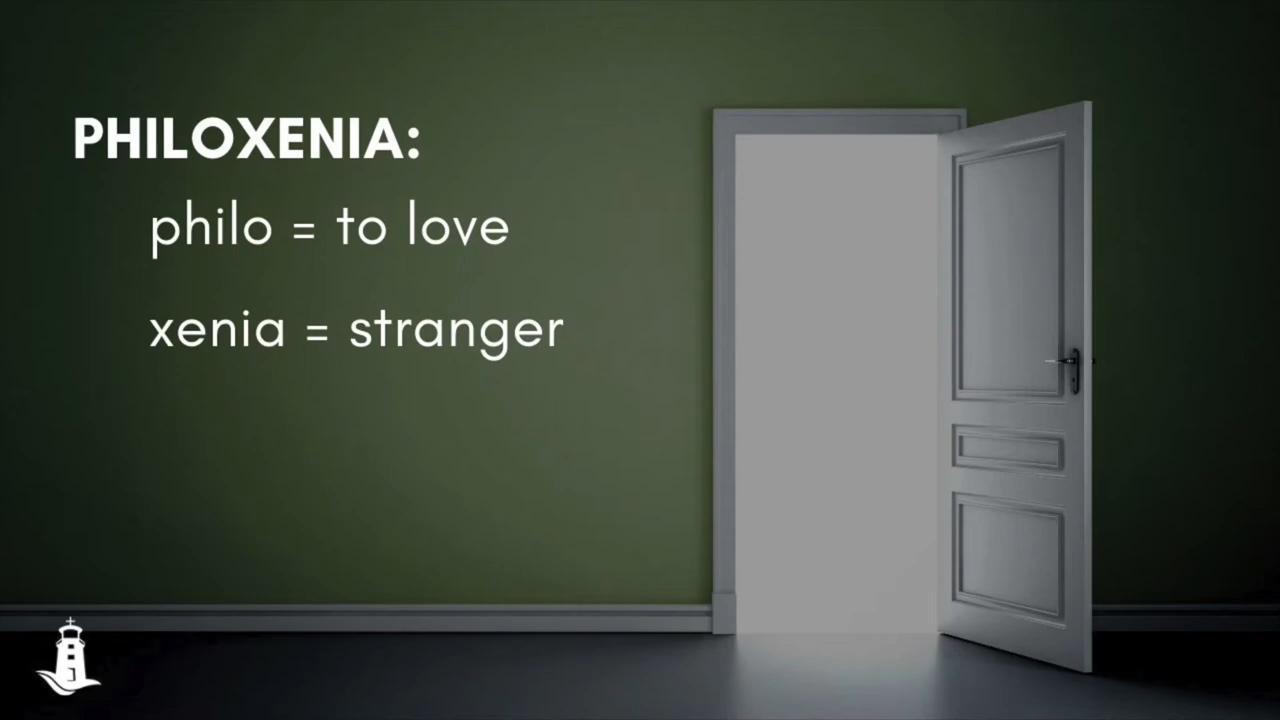 PHILOXENIA:
philo = to love
xenia = stranger